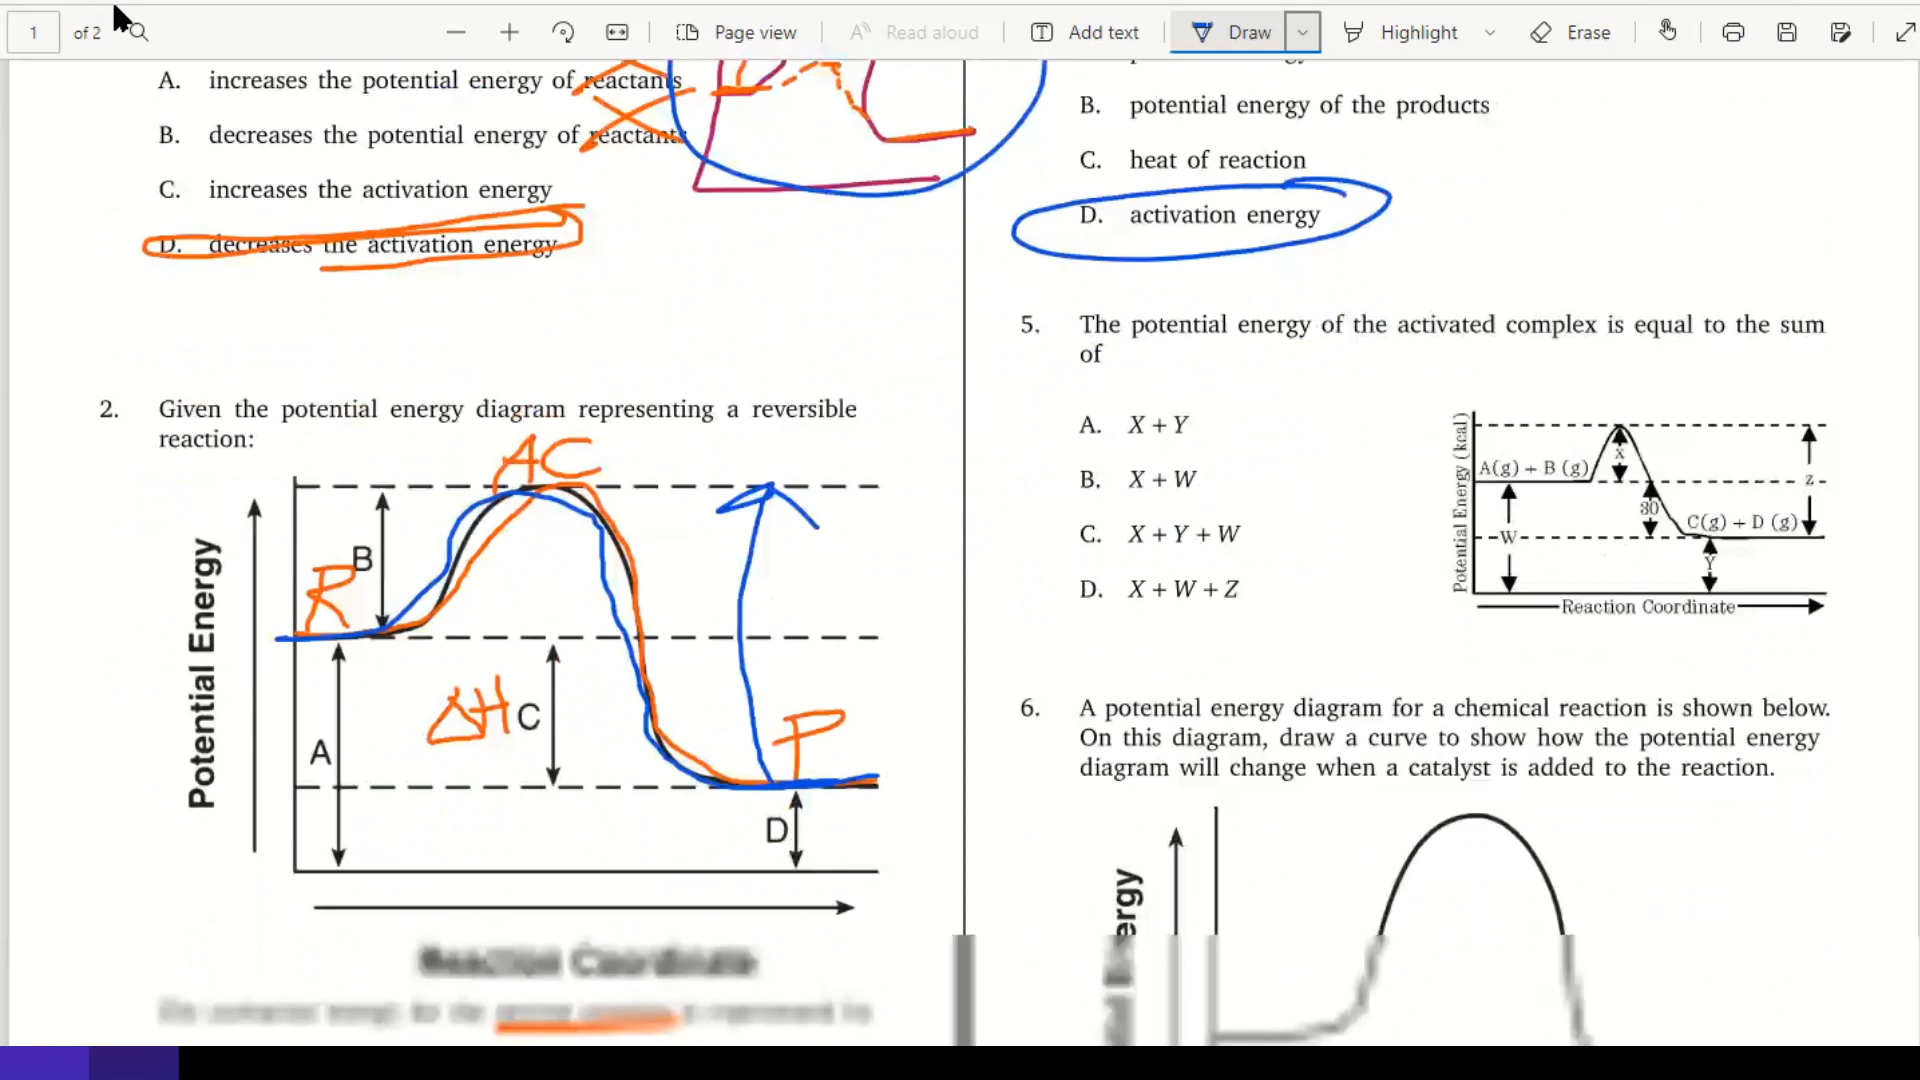 1 of 2 Page view Read aloud Add text Draw Highlight Erase
A. increases the potential energy of reactants
B. decreases the potential energy of reactants
C. increases the activation energy
D. decreases the activation energy
2. Given the potential energy diagram representing a reversible
reaction:
AC
B
R
ΔH
C
A
P
D
Potential Energy
Reaction Coordinate
B. potential energy of the products
C. heat of reaction
D. activation energy
5. The potential energy of the activated complex is equal to the sum
of
A. X + Y
B. X + W
C. X + Y + W
D. X + W + Z
Potential Energy (kcal)
A(g) + B (g)
x
z
30
C(g) + D (g)
W
Y
Reaction Coordinate
6. A potential energy diagram for a chemical reaction is shown below.
On this diagram, draw a curve to show how the potential energy
diagram will change when a catalyst is added to the reaction.